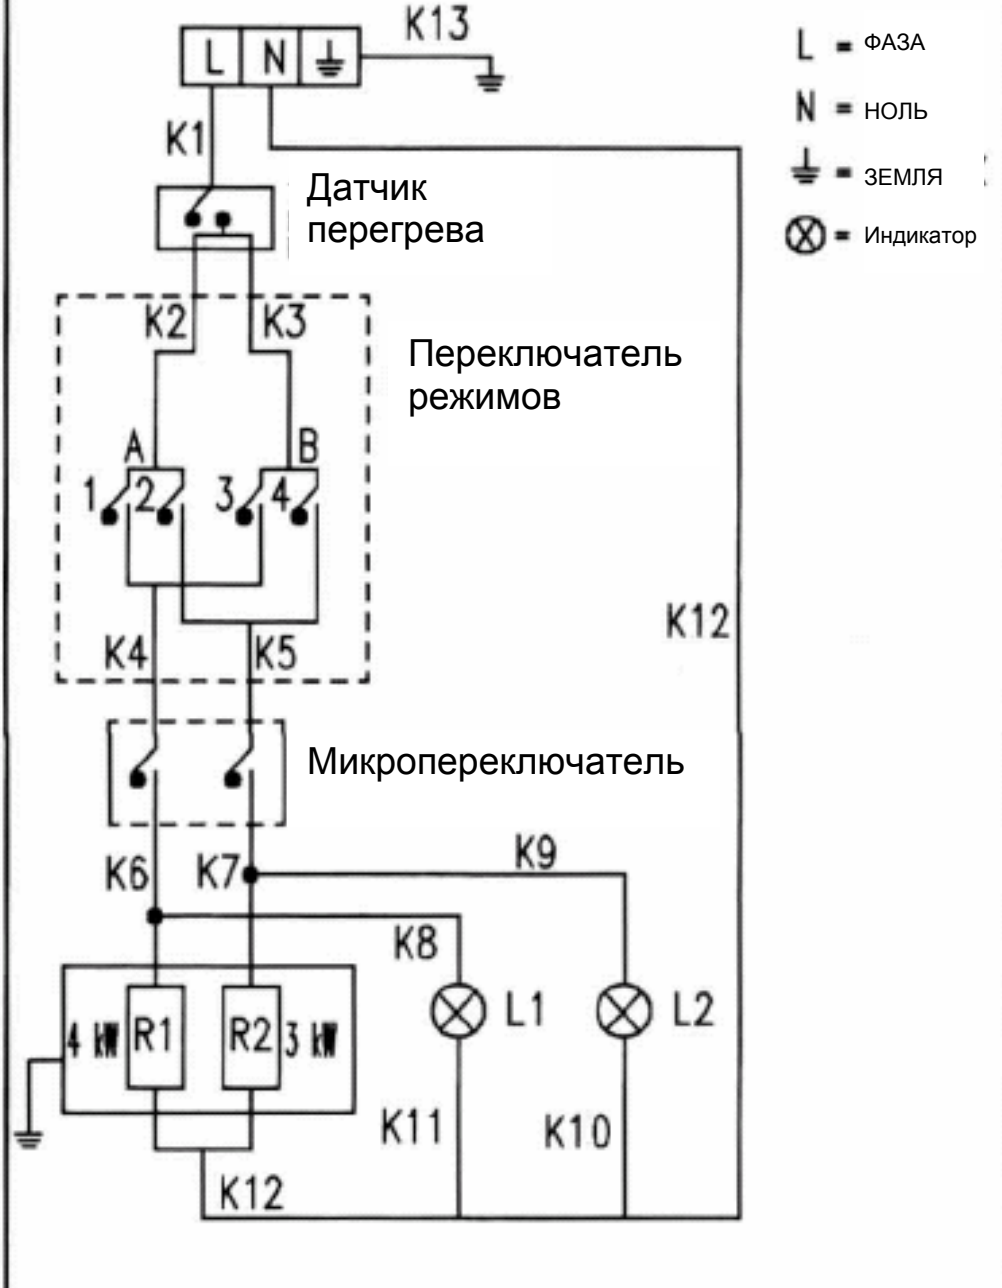 K13
L N
L = ФАЗА
N = НОЛЬ
= ЗЕМЛЯ
= Индикатор
K1
Датчик
перегрева
K2 K3
Переключатель
режимов
A B
1 2 3 4
K12
K4 K5
Микропереключатель
K6 K7 K9
K8
4 kW R1 R2 3 kW L1 L2
K11 K10
K12